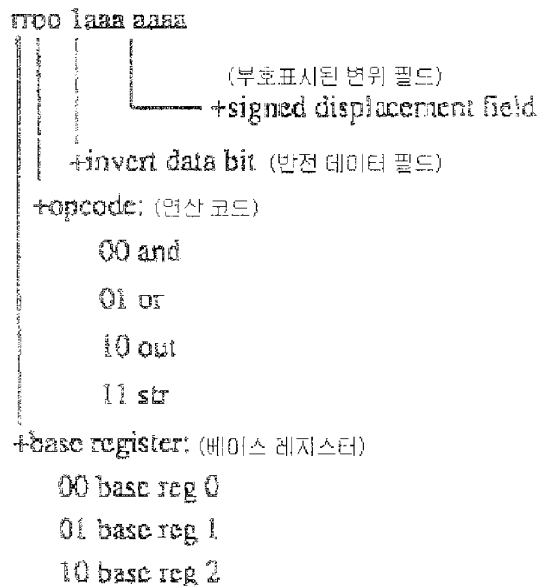 rroo 1aaa aaaa
(부호표시된 변위 필드)
+signed displacement field
+invert data bit (반전 데이터 필드)
+opcode: (연산 코드)
00 and
01 or
10 out
11 str
+base register: (베이스 레지스터)
00 base reg 0
01 base reg 1
10 base reg 2